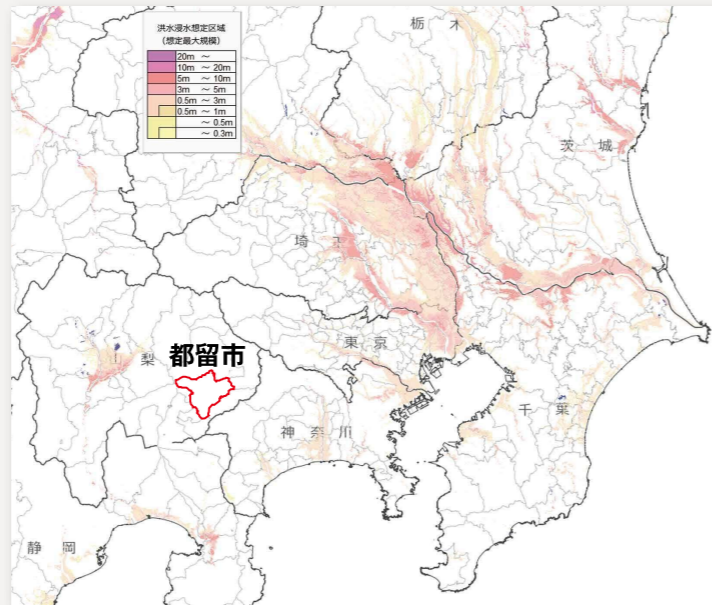 洪水浸水想定区域
(想定最大規模)
20m ～
10m ～ 20m
5m ～ 10m
3m ～ 5m
0.5m ～ 3m
0.5m ～ 1m
～ 0.5m
～ 0.3m
栃 木
茨 城
埼 玉
東 京
梨
都留市
千 葉
神 奈 川
静 岡